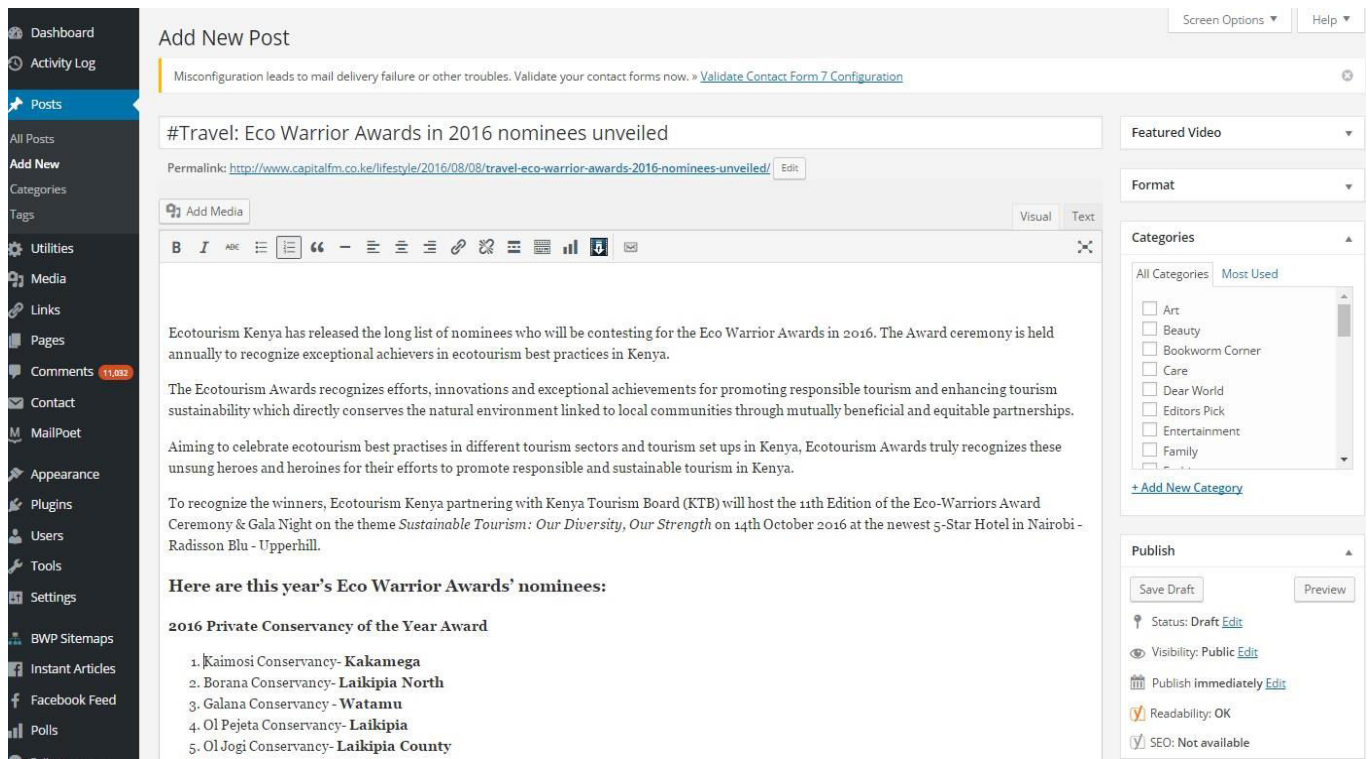 Screen Options ▼
Help ▼
Dashboard
Activity Log
Posts
All Posts
Add New
Categories
Tags
Utilities
Media
Links
Pages
Comments 11,032
Contact
MailPoet
Appearance
Plugins
Users
Tools
Settings
BWP Sitemaps
Instant Articles
Facebook Feed
Polls
Add New Post
Misconfiguration leads to mail delivery failure or other troubles. Validate your contact forms now. » Validate Contact Form 7 Configuration
#Travel: Eco Warrior Awards in 2016 nominees unveiled
Permalink: http://www.capitalfm.co.ke/lifestyle/2016/08/08/travel-eco-warrior-awards-2016-nominees-unveiled/ Edit
Add Media
Visual Text
B I ABC
Ecotourism Kenya has released the long list of nominees who will be contesting for the Eco Warrior Awards in 2016. The Award ceremony is held
annually to recognize exceptional achievers in ecotourism best practices in Kenya.
The Ecotourism Awards recognizes efforts, innovations and exceptional achievements for promoting responsible tourism and enhancing tourism
sustainability which directly conserves the natural environment linked to local communities through mutually beneficial and equitable partnerships.
Aiming to celebrate ecotourism best practises in different tourism sectors and tourism set ups in Kenya, Ecotourism Awards truly recognizes these
unsung heroes and heroines for their efforts to promote responsible and sustainable tourism in Kenya.
To recognize the winners, Ecotourism Kenya partnering with Kenya Tourism Board (KTB) will host the 11th Edition of the Eco-Warriors Award
Ceremony & Gala Night on the theme Sustainable Tourism: Our Diversity, Our Strength on 14th October 2016 at the newest 5-Star Hotel in Nairobi -
Radisson Blu - Upperhill.
Here are this year's Eco Warrior Awards' nominees:
2016 Private Conservancy of the Year Award
1. Kaimosi Conservancy- Kakamega
2. Borana Conservancy- Laikipia North
3. Galana Conservancy - Watamu
4. Ol Pejeta Conservancy- Laikipia
5. Ol Jogi Conservancy- Laikipia County
Featured Video
Format
Categories
All Categories Most Used
Art
Beauty
Bookworm Corner
Care
Dear World
Editors Pick
Entertainment
Family
+ Add New Category
Publish
Save Draft Preview
Status: Draft Edit
Visibility: Public Edit
Publish immediately Edit
Readability: OK
SEO: Not available